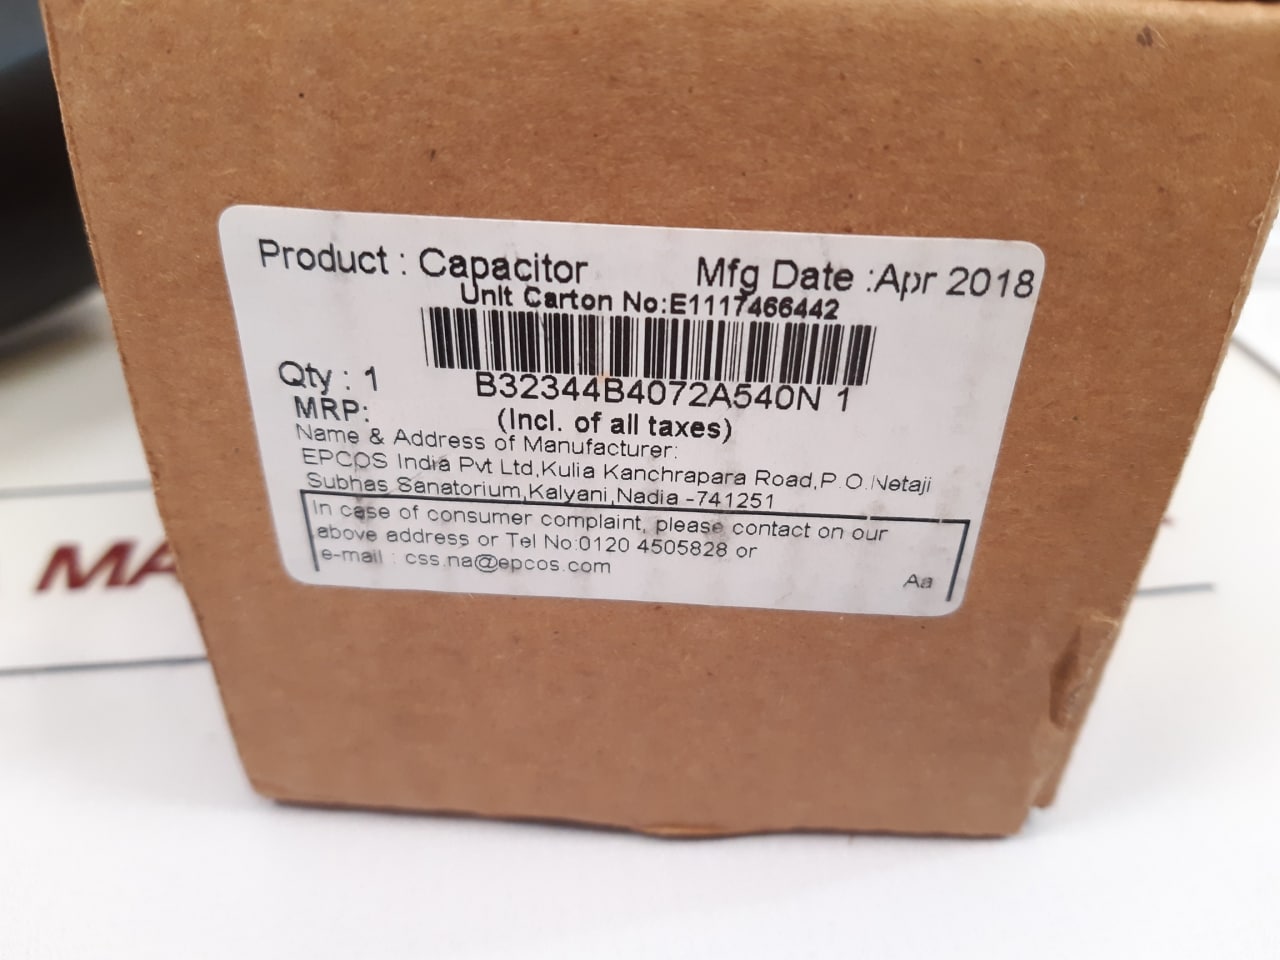 Product : Capacitor Mfg Date :Apr 2018
Unit Carton No:E1117466442
B32344B4072A540N 1
Qty : 1
MRP: (Incl. of all taxes)
Name & Address of Manufacturer:
EPCOS India Pvt Ltd,Kulia Kanchrapara Road,P.O.Netaji
Subhas Sanatorium,Kalyani,Nadia -741251
In case of consumer complaint, please contact on our
above address or Tel No:0120 4505828 or
e-mail : css.na@epcos.com
Aa
MA